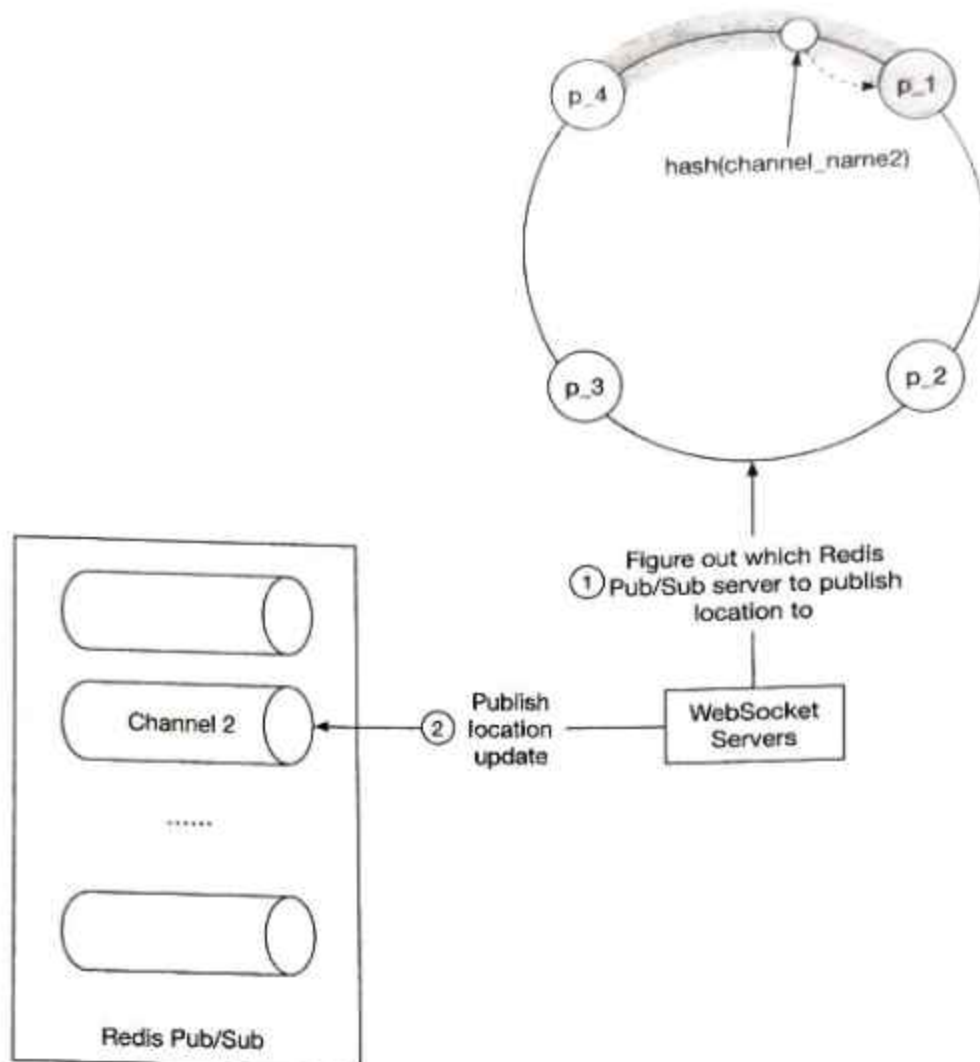 p_4
p_1
hash(channel_name2)
p_3
p_2
Figure out which Redis
1 Pub/Sub server to publish
location to
WebSocket
Servers
2
Publish
location
update
Channel 2
......
Redis Pub/Sub